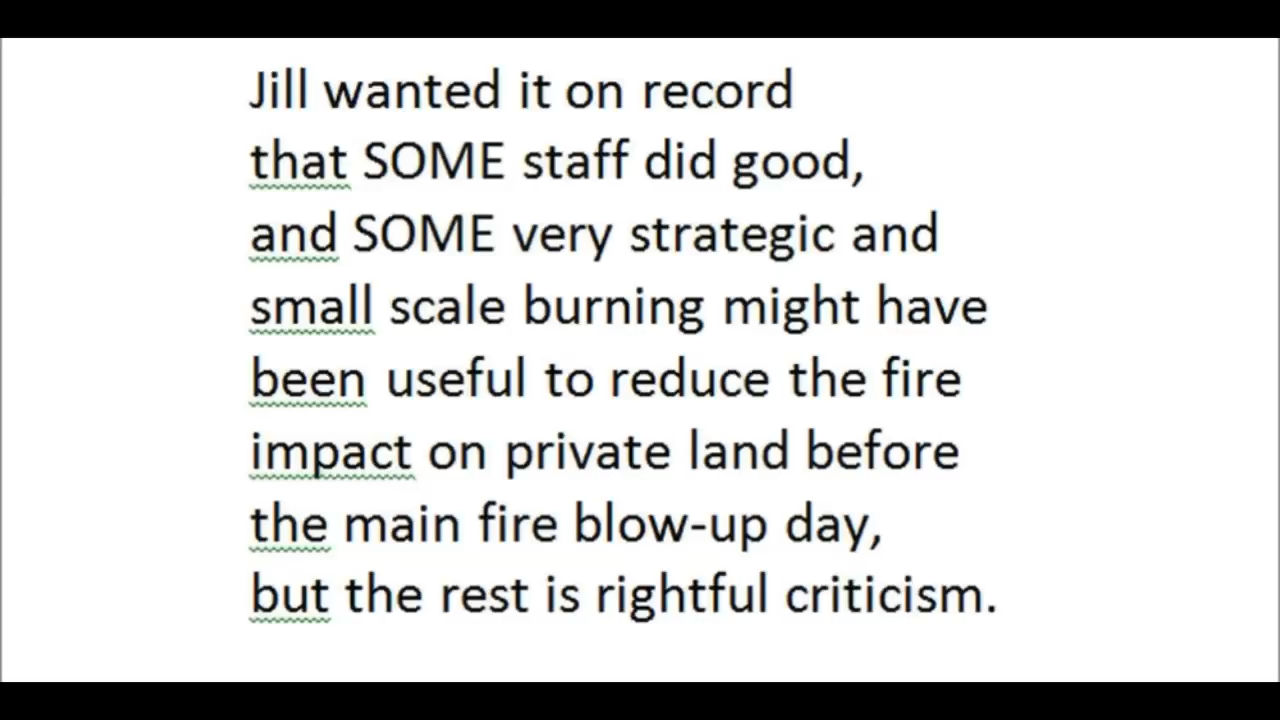 Jill wanted it on record
that SOME staff did good,
and SOME very strategic and
small scale burning might have
been useful to reduce the fire
impact on private land before
the main fire blow-up day,
but the rest is rightful criticism.